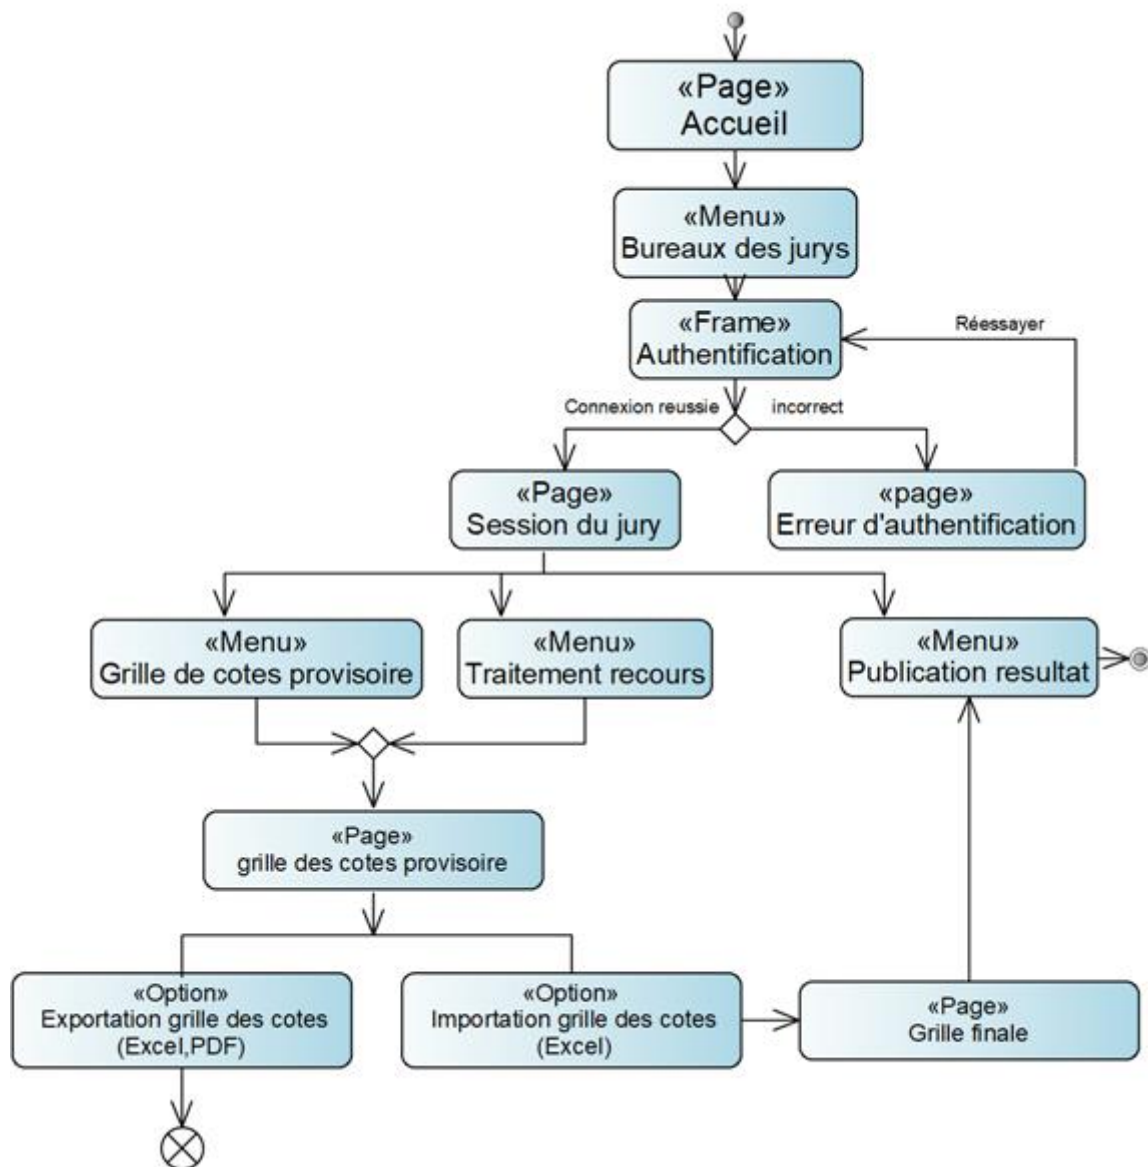 «Page»
Accueil
«Menu»
Bureaux des jurys
«Frame»
Authentification
Réessayer
Connexion reussie
incorrect
«Page»
Session du jury
«page»
Erreur d'authentification
«Menu»
Grille de cotes provisoire
«Menu»
Traitement recours
«Menu»
Publication resultat
«Page»
grille des cotes provisoire
«Option»
Exportation grille des cotes
(Excel,PDF)
«Option»
Importation grille des cotes
(Excel)
«Page»
Grille finale